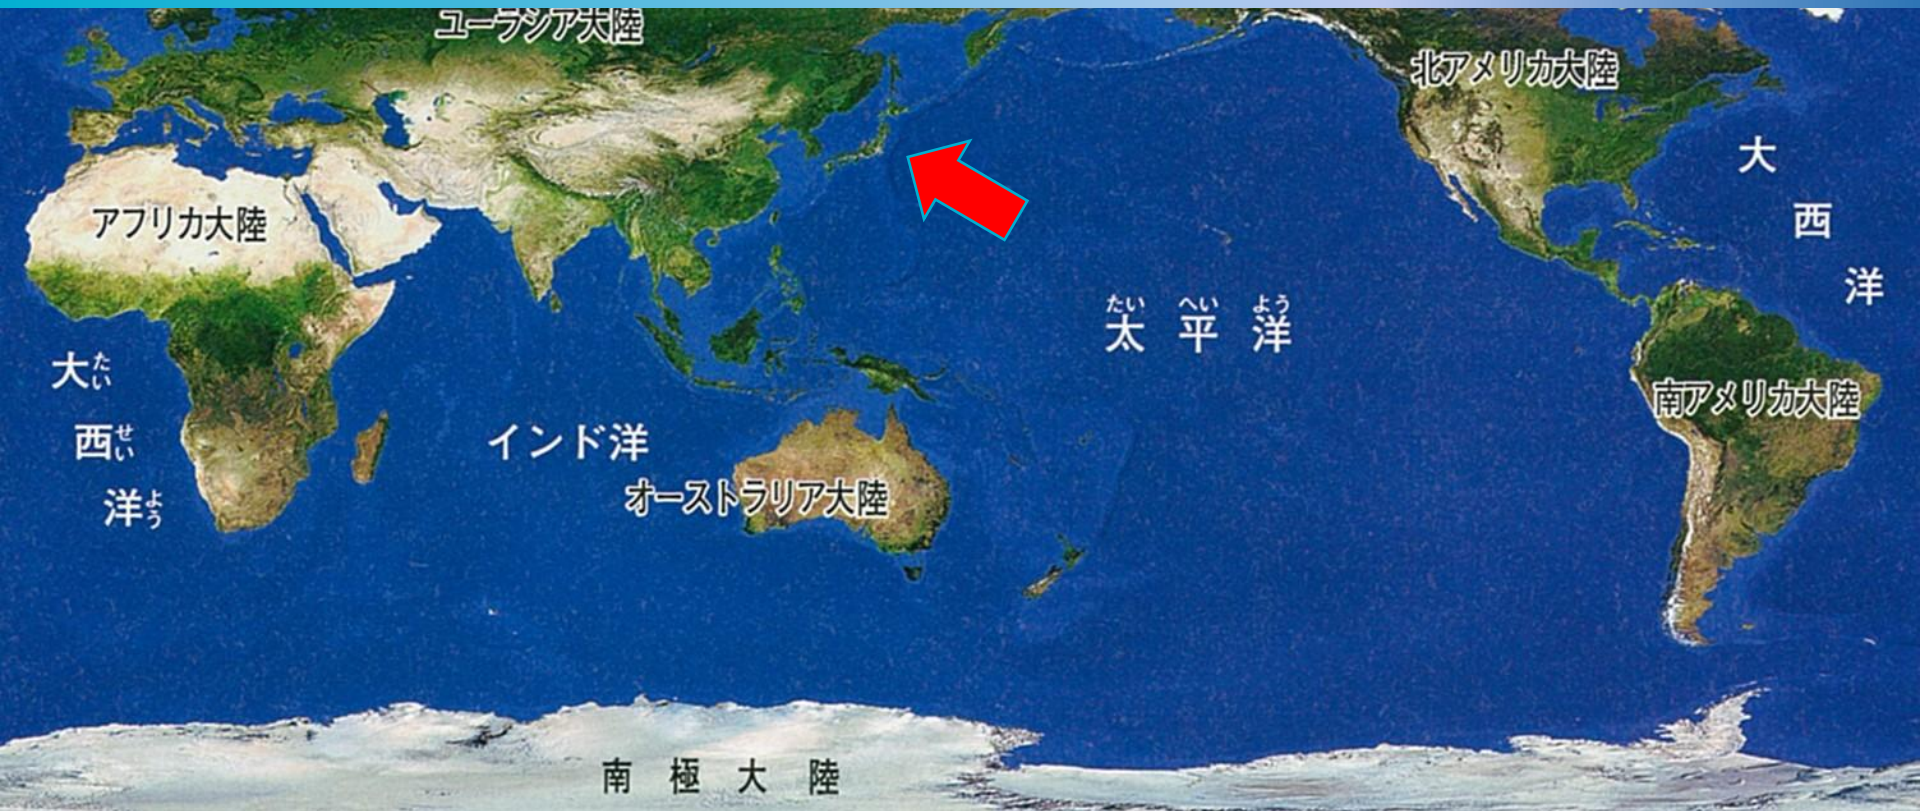 ユーラシア大陸
北アメリカ大陸
アフリカ大陸
大西洋
太平洋
たいへいよう
大西洋
たいせいよう
インド洋
南アメリカ大陸
オーストラリア大陸
南極大陸